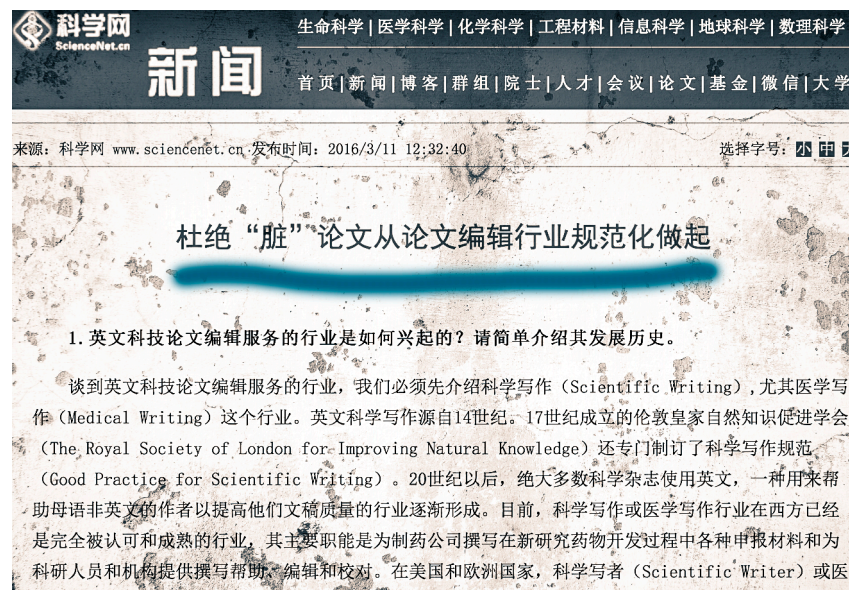 科学网
ScienceNet.cn
新闻
生命科学 | 医学科学 | 化学科学 | 工程材料 | 信息科学 | 地球科学 | 数理科学
首页 | 新闻 | 博客 | 群组 | 院士 | 人才 | 会议 | 论文 | 基金 | 微信 | 大学
来源：科学网 www.sciencenet.cn 发布时间：2016/3/11 12:32:40
选择字号：小 中
杜绝“脏”论文从论文编辑行业规范化做起
1. 英文科技论文编辑服务的行业是如何兴起的？请简单介绍其发展历史。
谈到英文科技论文编辑服务的行业，我们必须先介绍科学写作（Scientific Writing）,尤其医学写
作（Medical Writing）这个行业。英文科学写作源自14世纪。17世纪成立的伦敦皇家自然知识促进学会
（The Royal Society of London for Improving Natural Knowledge）还专门制订了科学写作规范
（Good Practice for Scientific Writing）。20世纪以后，绝大多数科学杂志使用英文，一种用来帮
助母语非英文的作者以提高他们文稿质量的行业逐渐形成。目前，科学写作或医学写作行业在西方已经
是完全被认可和成熟的行业，其主要职能是为制药公司撰写在新研究药物开发过程中各种申报材料和为
科研人员和机构提供撰写帮助、编辑和校对。在美国和欧洲国家，科学写者（Scientific Writer）或医